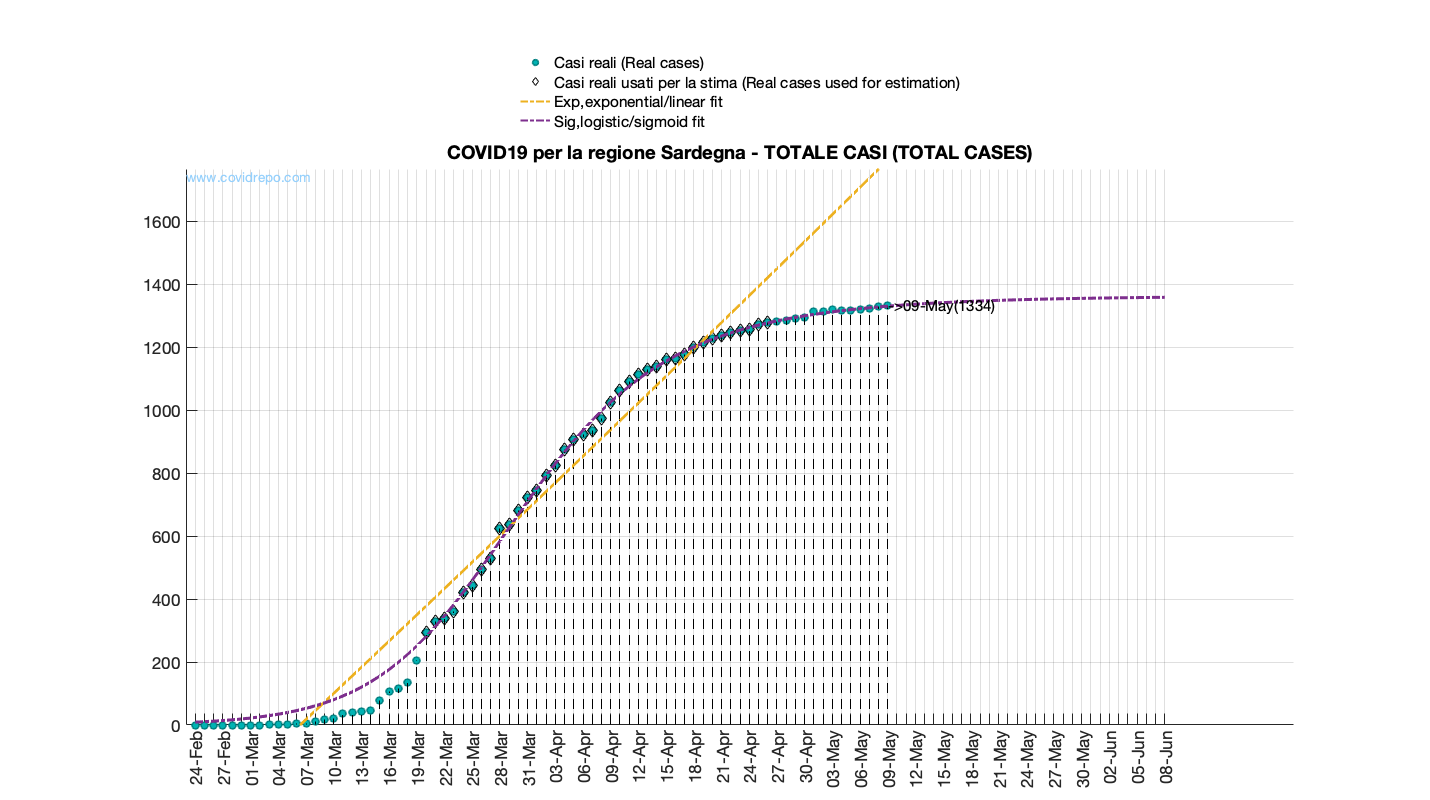 Casi reali (Real cases)
Casi reali usati per la stima (Real cases used for estimation)
Exp,exponential/linear fit
Sig,logistic/sigmoid fit
COVID19 per la regione Sardegna - TOTALE CASI (TOTAL CASES)
www.covidrepo.com
1600
1400
>09-May(1334)
1200
1000
800
600
400
200
0
24-Feb
27-Feb
01-Mar
04-Mar
07-Mar
10-Mar
13-Mar
16-Mar
19-Mar
22-Mar
25-Mar
28-Mar
31-Mar
03-Apr
06-Apr
09-Apr
12-Apr
15-Apr
18-Apr
21-Apr
24-Apr
27-Apr
30-Apr
03-May
06-May
09-May
12-May
15-May
18-May
21-May
24-May
27-May
30-May
02-Jun
05-Jun
08-Jun